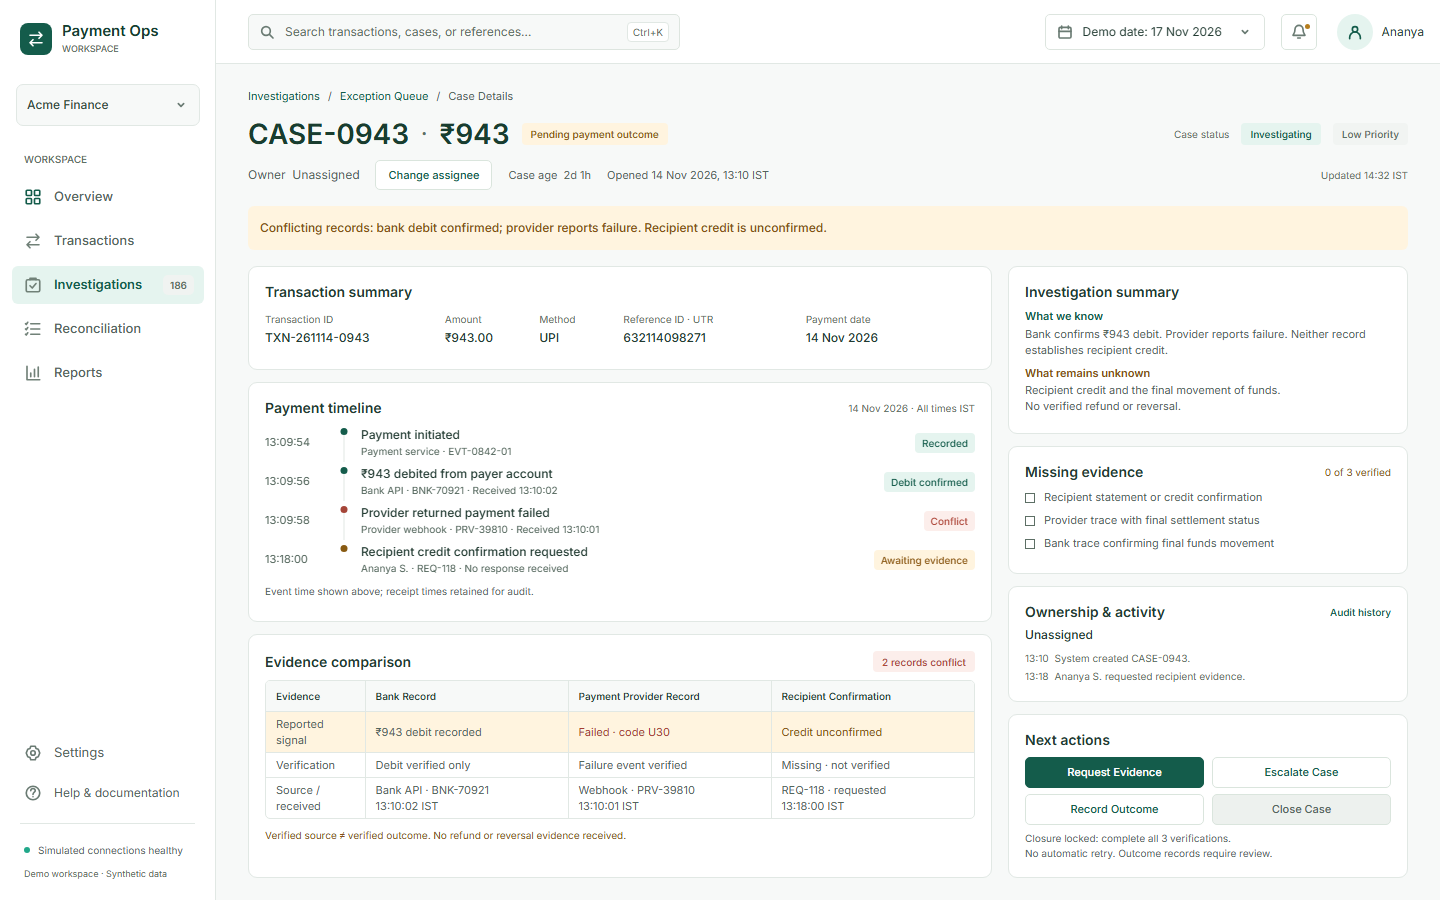 Payment Ops
WORKSPACE
Acme Finance
WORKSPACE
Overview
Transactions
Investigations 186
Reconciliation
Reports
Settings
Help & documentation
Simulated connections healthy
Demo workspace · Synthetic data
Search transactions, cases, or references... Ctrl+K
Demo date: 17 Nov 2026
Ananya
Investigations / Exception Queue / Case Details
CASE-0943 · ₹943 Pending payment outcome
Case status Investigating Low Priority
Owner Unassigned Change assignee Case age 2d 1h Opened 14 Nov 2026, 13:10 IST
Updated 14:32 IST
Conflicting records: bank debit confirmed; provider reports failure. Recipient credit is unconfirmed.
Transaction summary
Transaction ID Amount Method Reference ID · UTR Payment date
TXN-261114-0943 ₹943.00 UPI 632114098271 14 Nov 2026
Payment timeline 14 Nov 2026 · All times IST
13:09:54 Payment initiated Recorded
Payment service · EVT-0842-01
13:09:56 ₹943 debited from payer account Debit confirmed
Bank API · BNK-70921 · Received 13:10:02
13:09:58 Provider returned payment failed Conflict
Provider webhook · PRV-39810 · Received 13:10:01
13:18:00 Recipient credit confirmation requested Awaiting evidence
Ananya S. · REQ-118 · No response received
Event time shown above; receipt times retained for audit.
Evidence comparison 2 records conflict
Evidence Bank Record Payment Provider Record Recipient Confirmation
Reported signal ₹943 debit recorded Failed · code U30 Credit unconfirmed
Verification Debit verified only Failure event verified Missing · not verified
Source / Bank API · BNK-70921 Webhook · PRV-39810 REQ-118 · requested
received 13:10:02 IST 13:10:01 IST 13:18:00 IST
Verified source ≠ verified outcome. No refund or reversal evidence received.
Investigation summary
What we know
Bank confirms ₹943 debit. Provider reports failure. Neither record
establishes recipient credit.
What remains unknown
Recipient credit and the final movement of funds.
No verified refund or reversal.
Missing evidence 0 of 3 verified
Recipient statement or credit confirmation
Provider trace with final settlement status
Bank trace confirming final funds movement
Ownership & activity Audit history
Unassigned
13:10 System created CASE-0943.
13:18 Ananya S. requested recipient evidence.
Next actions
Request Evidence Escalate Case
Record Outcome Close Case
Closure locked: complete all 3 verifications.
No automatic retry. Outcome records require review.